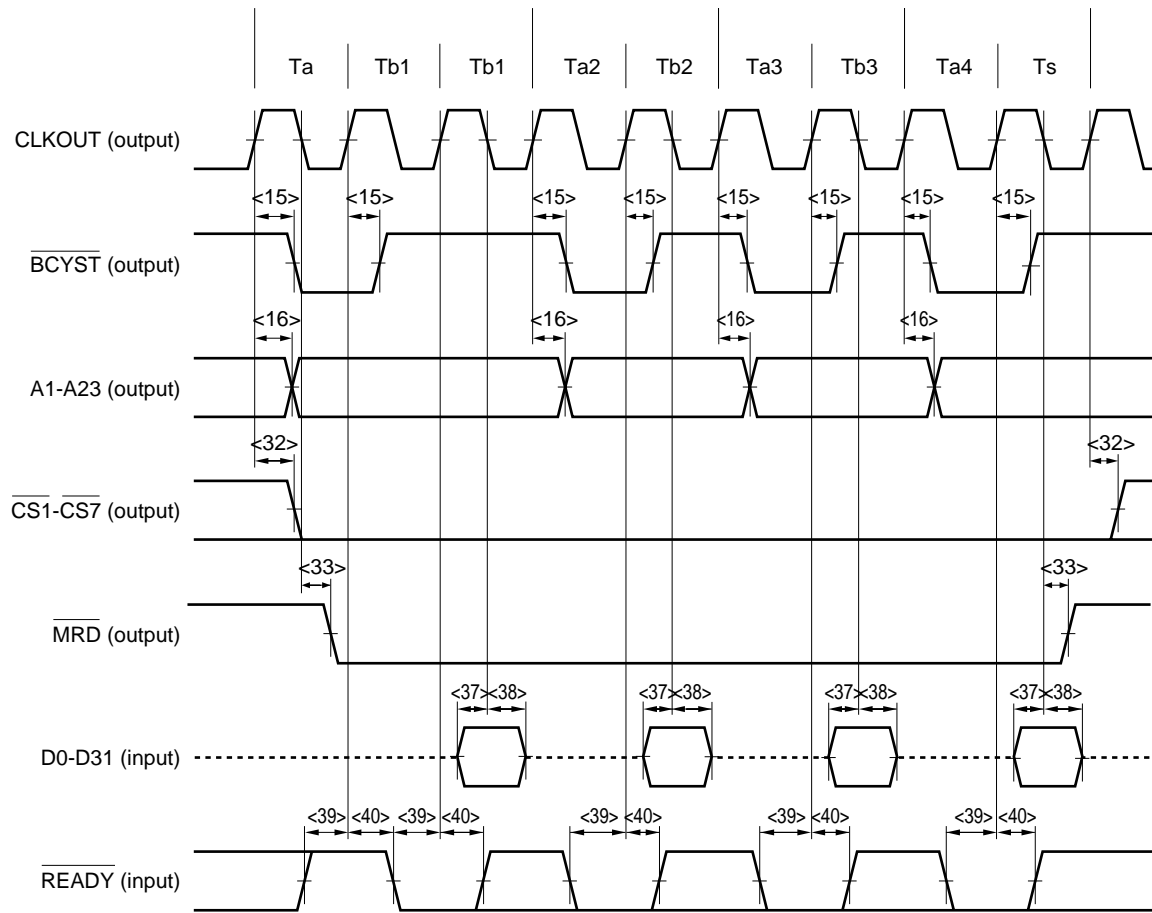 Ta Tb1 Tb1 Ta2 Tb2 Ta3 Tb3 Ta4 Ts
CLKOUT (output)
<15> <15> <15> <15> <15> <15> <15> <15>
BCYST (output)
<16> <16> <16> <16>
A1-A23 (output)
<32> <32>
CS1-CS7 (output)
<33> <33>
MRD (output)
<37> <38> <37> <38> <37> <38> <37> <38>
D0-D31 (input)
<39> <40> <39> <40> <39> <40> <39> <40> <39> <40>
READY (input)